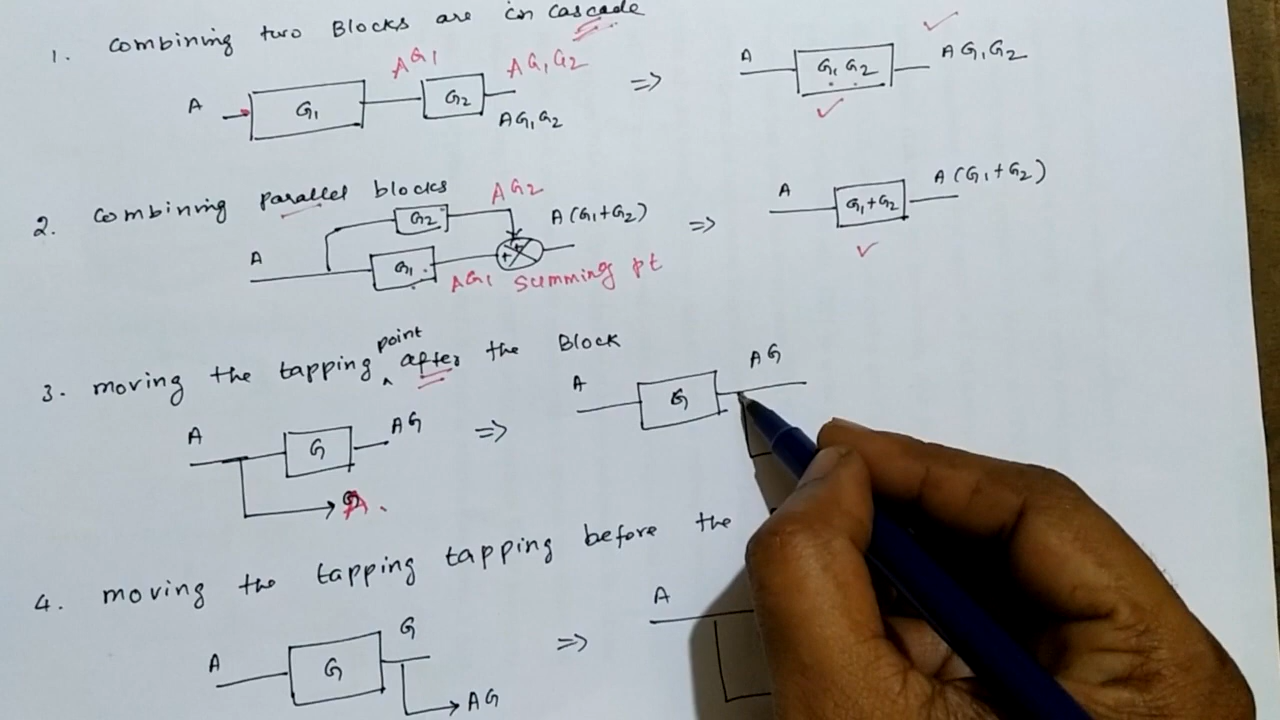 1. Combining two Blocks are in cascade
A G1 AG1 G2 AG1G2 AG1G2 => A G1 G2 AG1G2
2. Combining parallel blocks
A G2 AG2 G1 AG1 + + A(G1+G2) summing pt => A G1+G2 A(G1+G2)
3. moving the tapping point after the Block
A G AG A. => A G AG
4. moving the tapping tapping before the
A G G AG => A